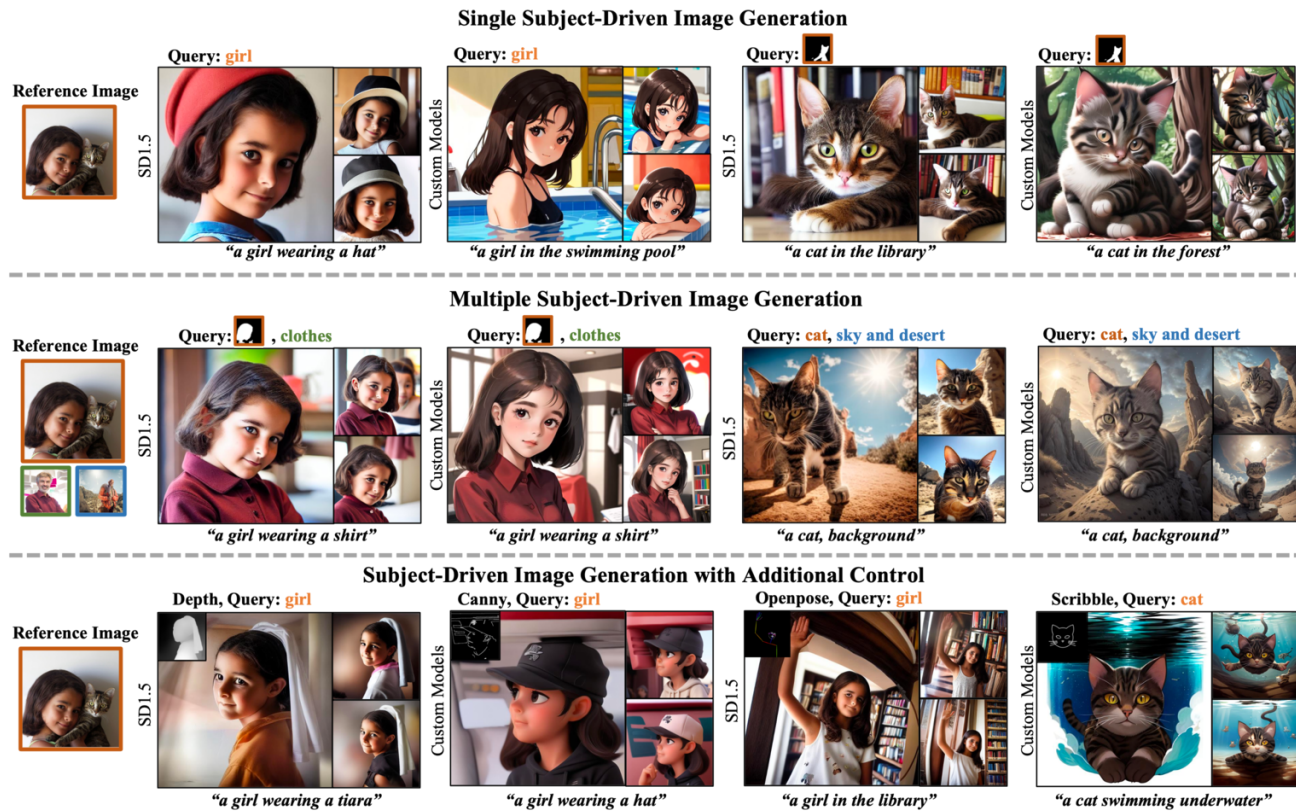 Single Subject-Driven Image Generation
Query: girl
Query: girl
Query:
Query:
Reference Image
SD1.5
Custom Models
SD1.5
Custom Models
“a girl wearing a hat”
“a girl in the swimming pool”
“a cat in the library”
“a cat in the forest”
Multiple Subject-Driven Image Generation
Query: , clothes
Query: , clothes
Query: cat, sky and desert
Query: cat, sky and desert
Reference Image
SD1.5
Custom Models
SD1.5
Custom Models
“a girl wearing a shirt”
“a girl wearing a shirt”
“a cat, background”
“a cat, background”
Subject-Driven Image Generation with Additional Control
Depth, Query: girl
Canny, Query: girl
Openpose, Query: girl
Scribble, Query: cat
Reference Image
SD1.5
Custom Models
SD1.5
Custom Models
“a girl wearing a tiara”
“a girl wearing a hat”
“a girl in the library”
“a cat swimming underwater”